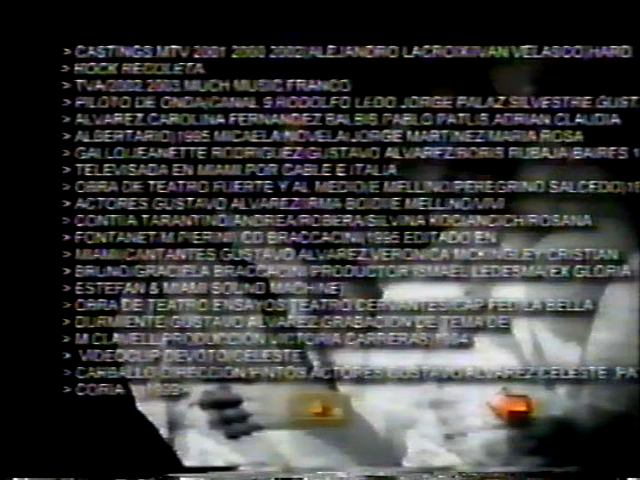 > CASTINGS MTV 2001 2000 2002(ALEJANDRO LACROIX/IVAN VELASCO)HARD
> ROCK RECOLETA
> TVA/2002 2003 MUCH MUSIC FRANCO
> PILOTO DE ONDA/CANAL 9 RODOLFO LEDO JORGE PALAZ SILVESTRE GUST
> ALVAREZ CAROLINA FERNANDEZ BALBIS PABLO PATLIS ADRIAN CLAUDIA
> ALBERTARIO)1995 MICAELA NOVELA JORGE MARTINEZ MARIA ROSA
> GALLO/JEANETTE RODRIGUEZ/GUSTAVO ALVAREZ/BORIS RUBAJA/BAIRES 1
> TELEVISADA EN MIAMI POR CABLE E ITALIA
> OBRA DE TEATRO FUERTE Y AL MEDIO(E MELLINO/PEREGRINO SALCEDO)
> ACTORES GUSTAVO ALVAREZ/IRMA MELLINO/VIVI
> TARANTINO/ANDREA SILVINA KOCIANCICH/ROSANA
> FONTANET M PIERINI CD BRACCACINI(1995 EDITADO EN
> MIAMI/CANTANTES GUSTAVO ALVAREZ/VERONICA MCKINGLEY/CRISTIAN
> BRUNO/GRACIELA BRACCACINI PRODUCTOR ISMAEL LEDESMA/EX GLORIA
> ESTEFAN & MIAMI SOUND MACHINE)
> OBRA DE TEATRO ENSAYOS TEATRO CERVANTES/CAP FED/LA BELLA
> DURMIENTE GUSTAVO ALVAREZ GRABACION DE TEMA DE
> M CLAVELL PRODUCCION VICTORIA CARRERAS
> VIDEOCLIP DEVOTO/CELESTE
> CARBALLO DIRECCION PINTOS ACTORES GUSTAVO ALVAREZ/CELESTE
> CORIA 1999